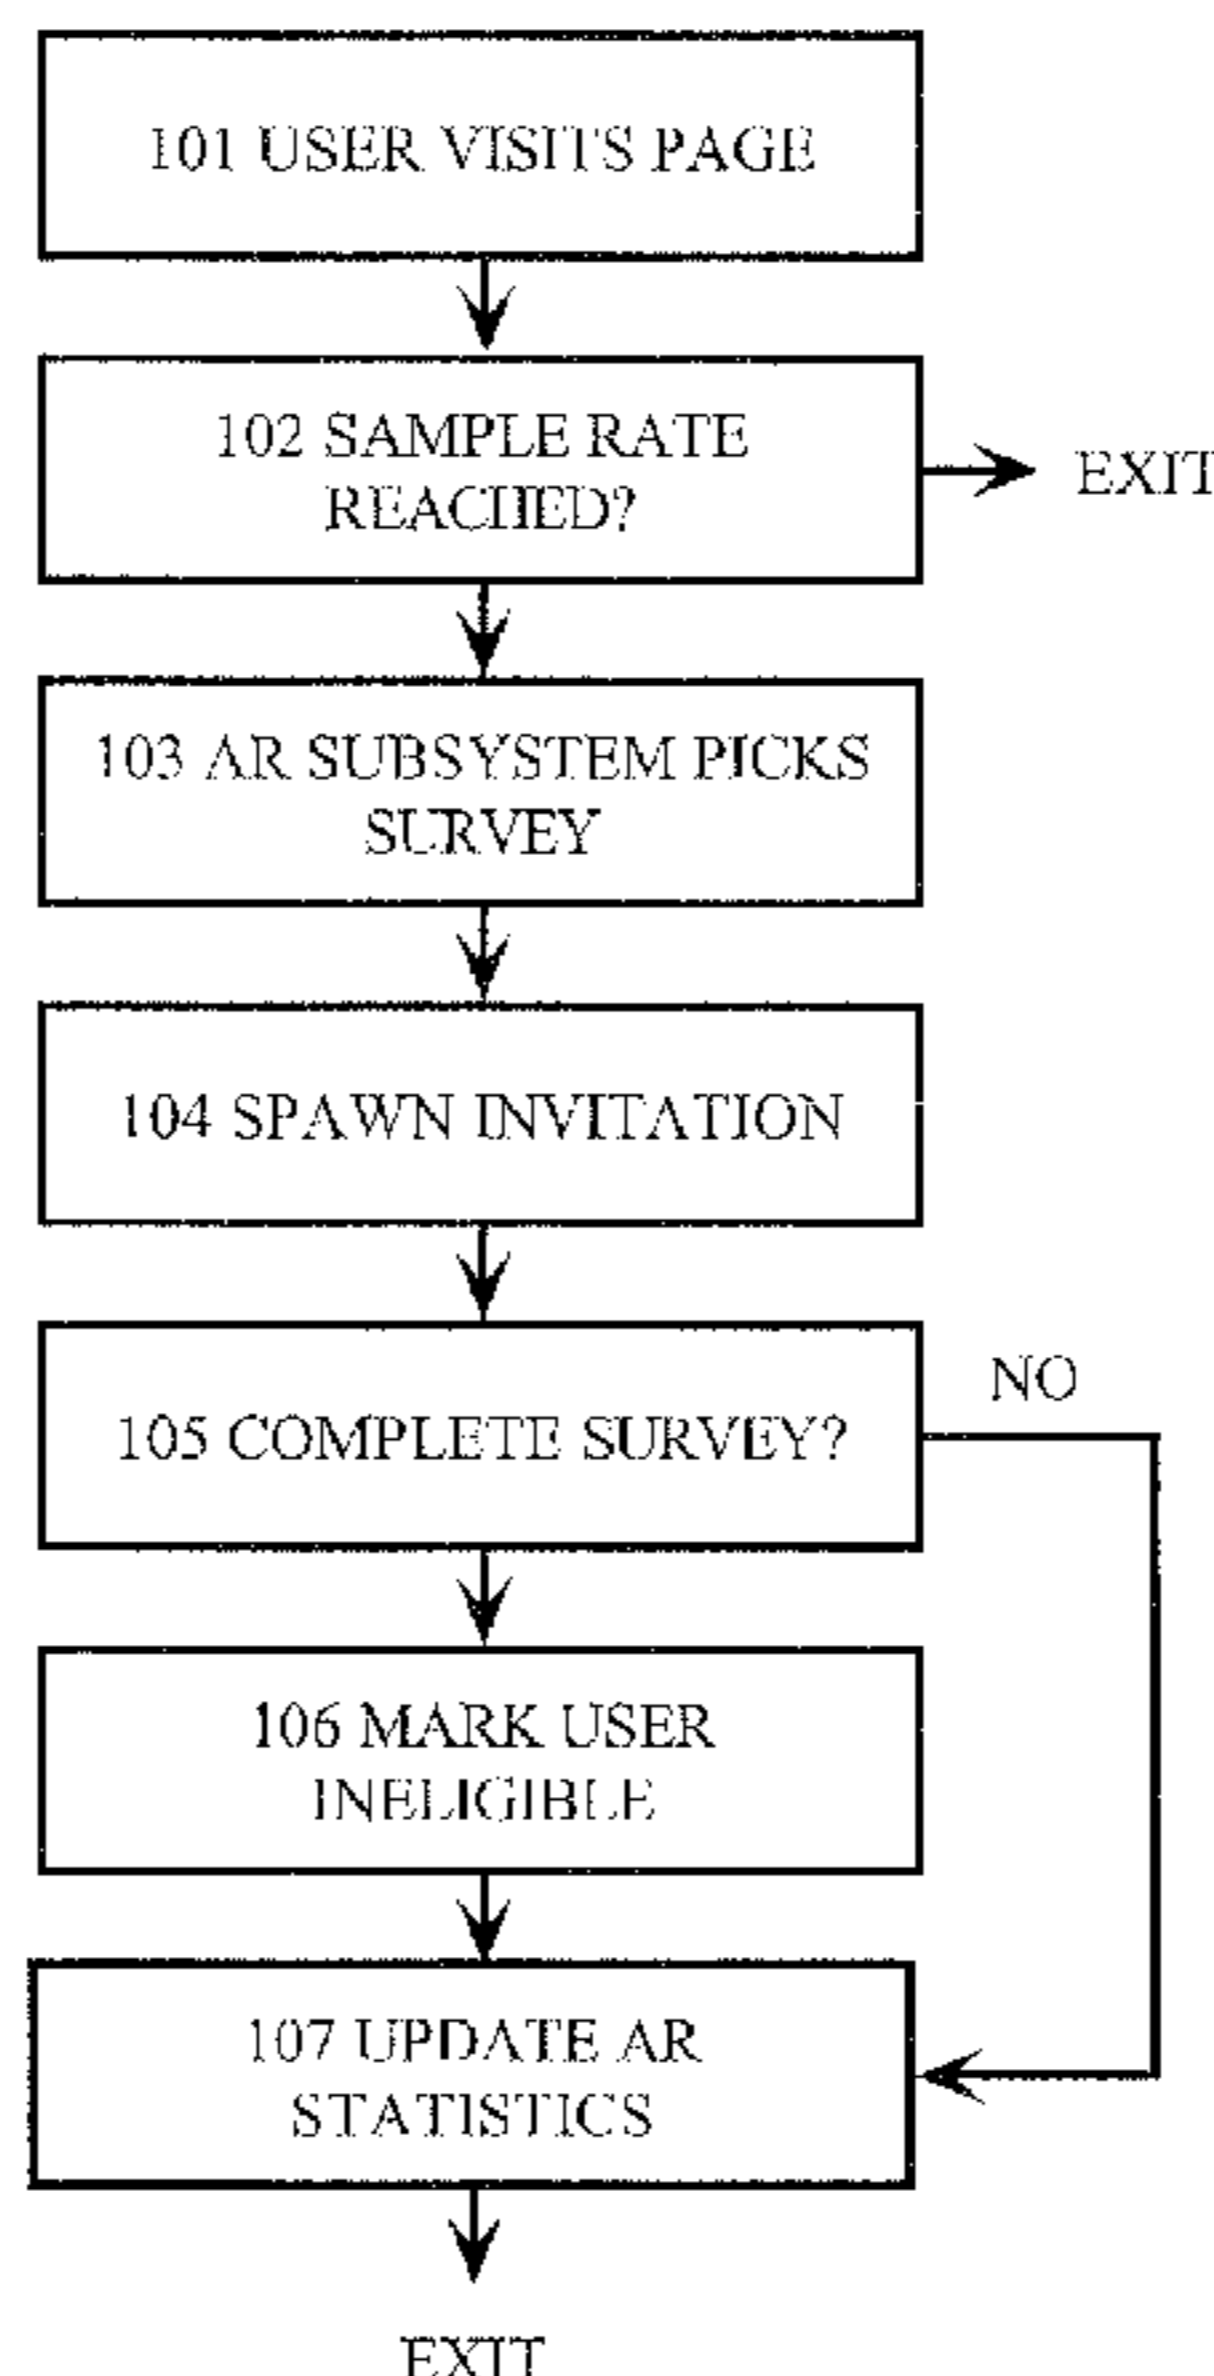 101 USER VISITS PAGE
102 SAMPLE RATE
REACHED?
EXIT
103 AR SUBSYSTEM PICKS
SURVEY
104 SPAWN INVITATION
105 COMPLETE SURVEY?
NO
106 MARK USER
INELIGIBLE
107 UPDATE AR
STATISTICS
EXIT